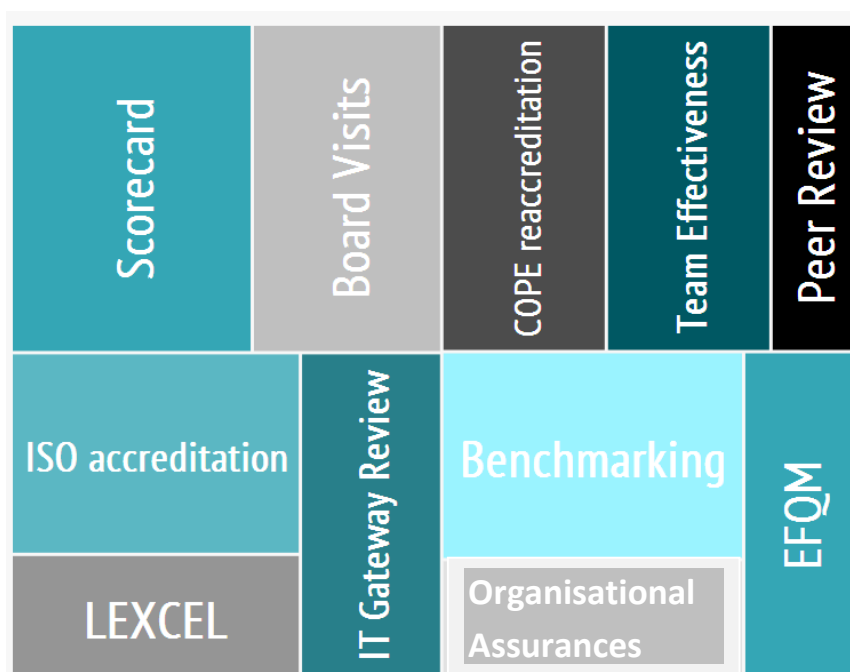 Scorecard
Board Visits
COPE reaccreditation
Team Effectiveness
Peer Review
ISO accreditation
IT Gateway Review
Benchmarking
EFQM
LEXCEL
Organisational
Assurances